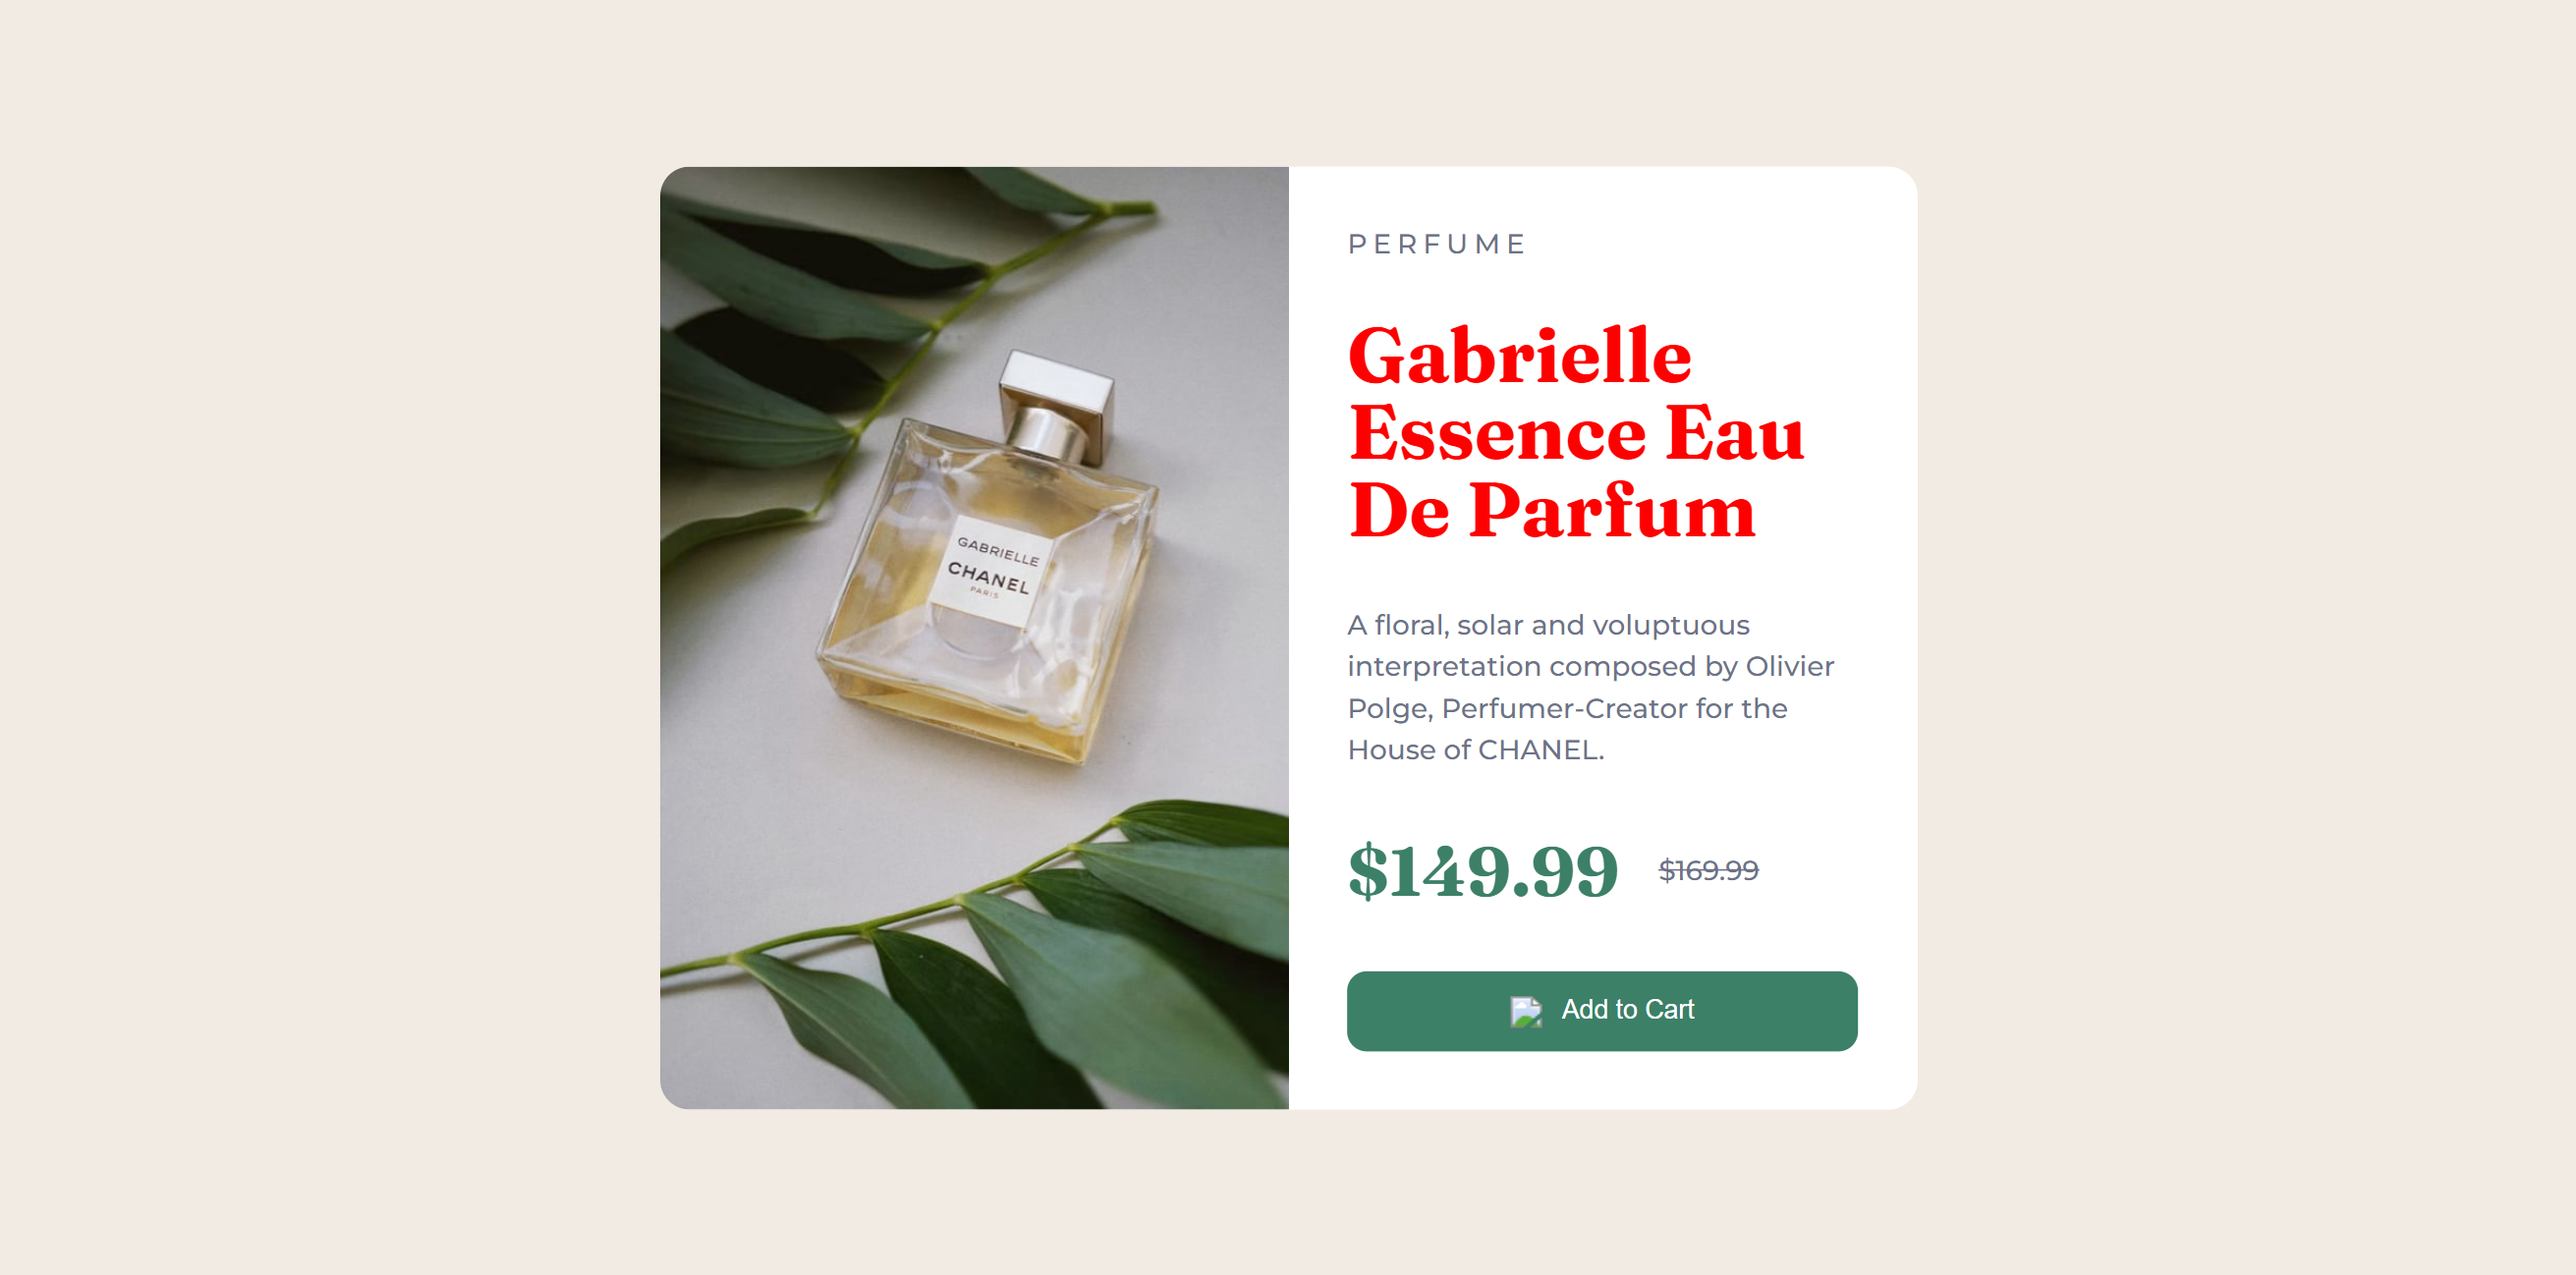 PERFUME
Gabrielle
Essence Eau
De Parfum
A floral, solar and voluptuous
interpretation composed by Olivier
Polge, Perfumer-Creator for the
House of CHANEL.
$149.99 $169.99
Add to Cart
GABRIELLE
CHANEL
PARIS